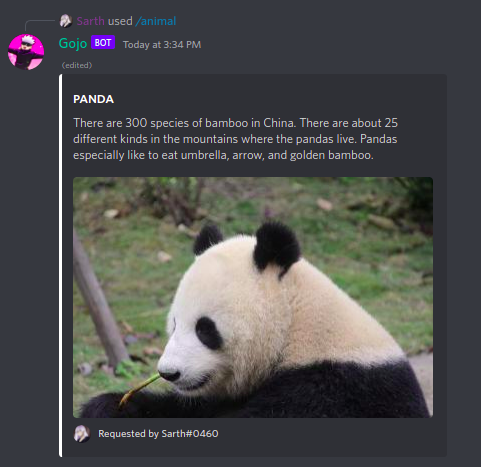 Sarth used /animal
Gojo BOT Today at 3:34 PM
(edited)
PANDA
There are 300 species of bamboo in China. There are about 25
different kinds in the mountains where the pandas live. Pandas
especially like to eat umbrella, arrow, and golden bamboo.
Requested by Sarth#0460